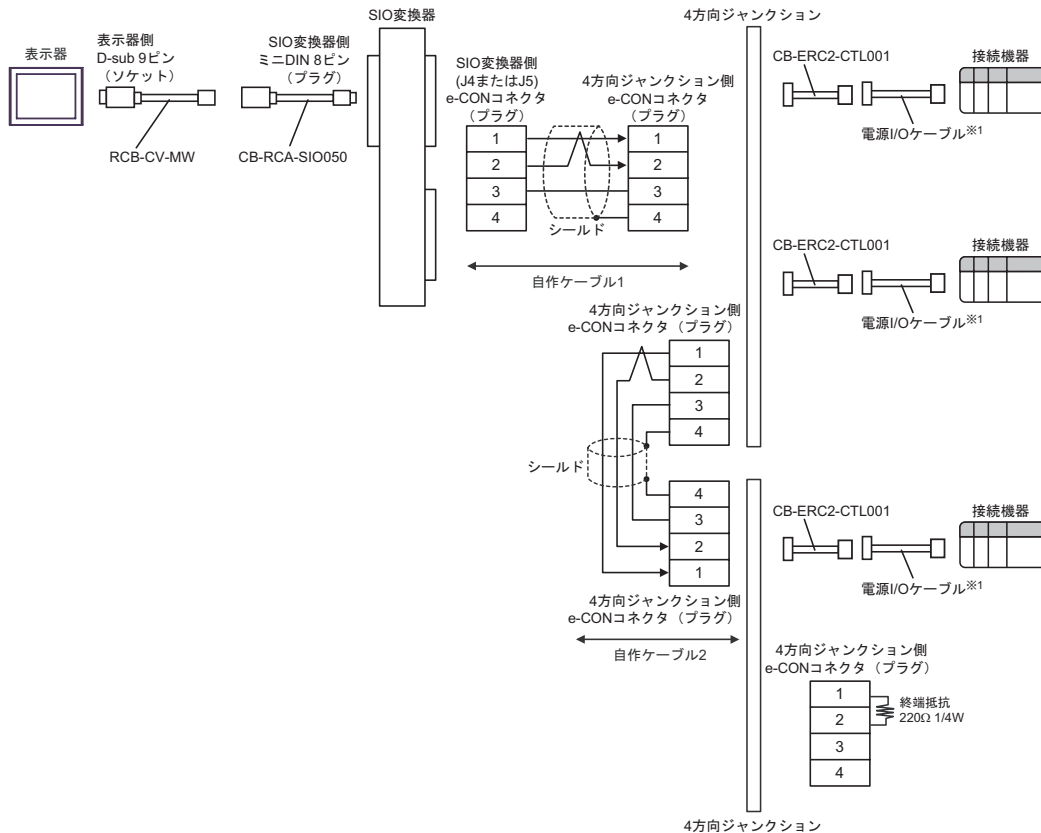 表示器
表示器側
D-sub 9ピン
（ソケット）
RCB-CV-MW
SIO変換器側
ミニDIN 8ピン
（プラグ）
CB-RCA-SIO050
SIO変換器
SIO変換器側
(J4またはJ5)
e-CONコネクタ
（プラグ）
1
2
3
4
4方向ジャンクション側
e-CONコネクタ
（プラグ）
1
2
3
4
シールド
自作ケーブル1
4方向ジャンクション
CB-ERC2-CTL001
電源I/Oケーブル※1
接続機器
CB-ERC2-CTL001
電源I/Oケーブル※1
接続機器
4方向ジャンクション側
e-CONコネクタ（プラグ）
1
2
3
4
シールド
4
3
2
1
4方向ジャンクション側
e-CONコネクタ（プラグ）
自作ケーブル2
CB-ERC2-CTL001
電源I/Oケーブル※1
接続機器
4方向ジャンクション側
e-CONコネクタ（プラグ）
1
2
3
4
終端抵抗
220Ω 1/4W
4方向ジャンクション